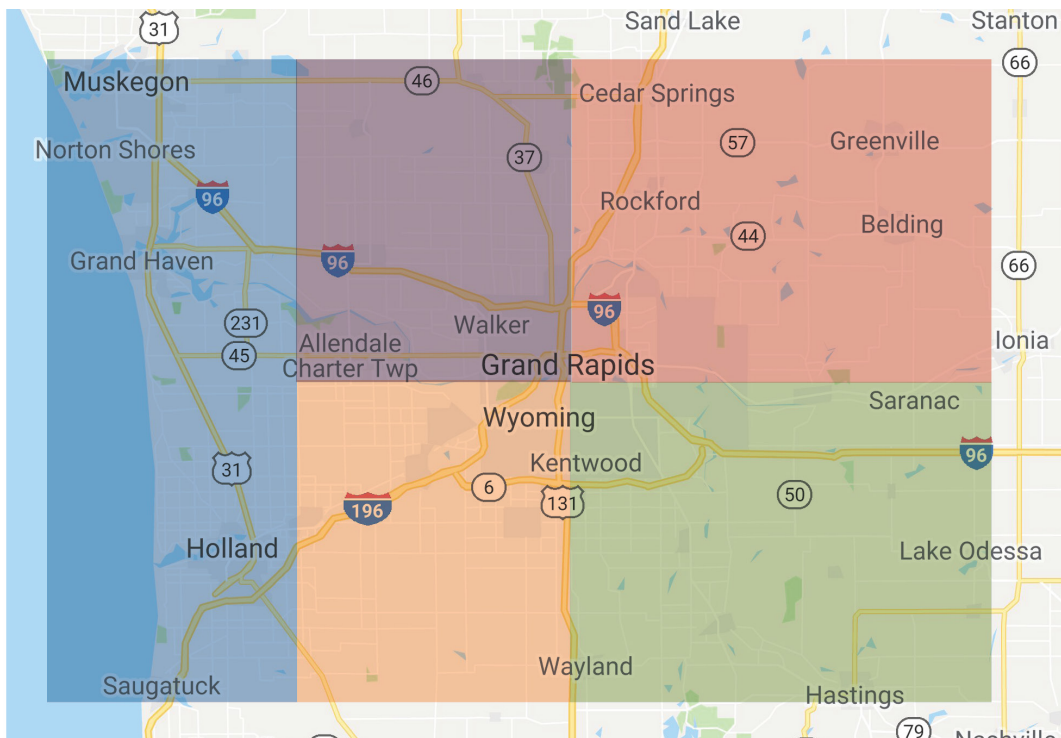 Sand Lake
Stanton
31
66
Muskegon
46
Cedar Springs
57
Greenville
Norton Shores
37
96
Rockford
Belding
44
Grand Haven
96
66
96
231
Walker
Allendale
Charter Twp
45
Ionia
Grand Rapids
Saranac
Wyoming
31
Kentwood
96
6
50
131
196
Holland
Lake Odessa
Wayland
Saugatuck
Hastings
79